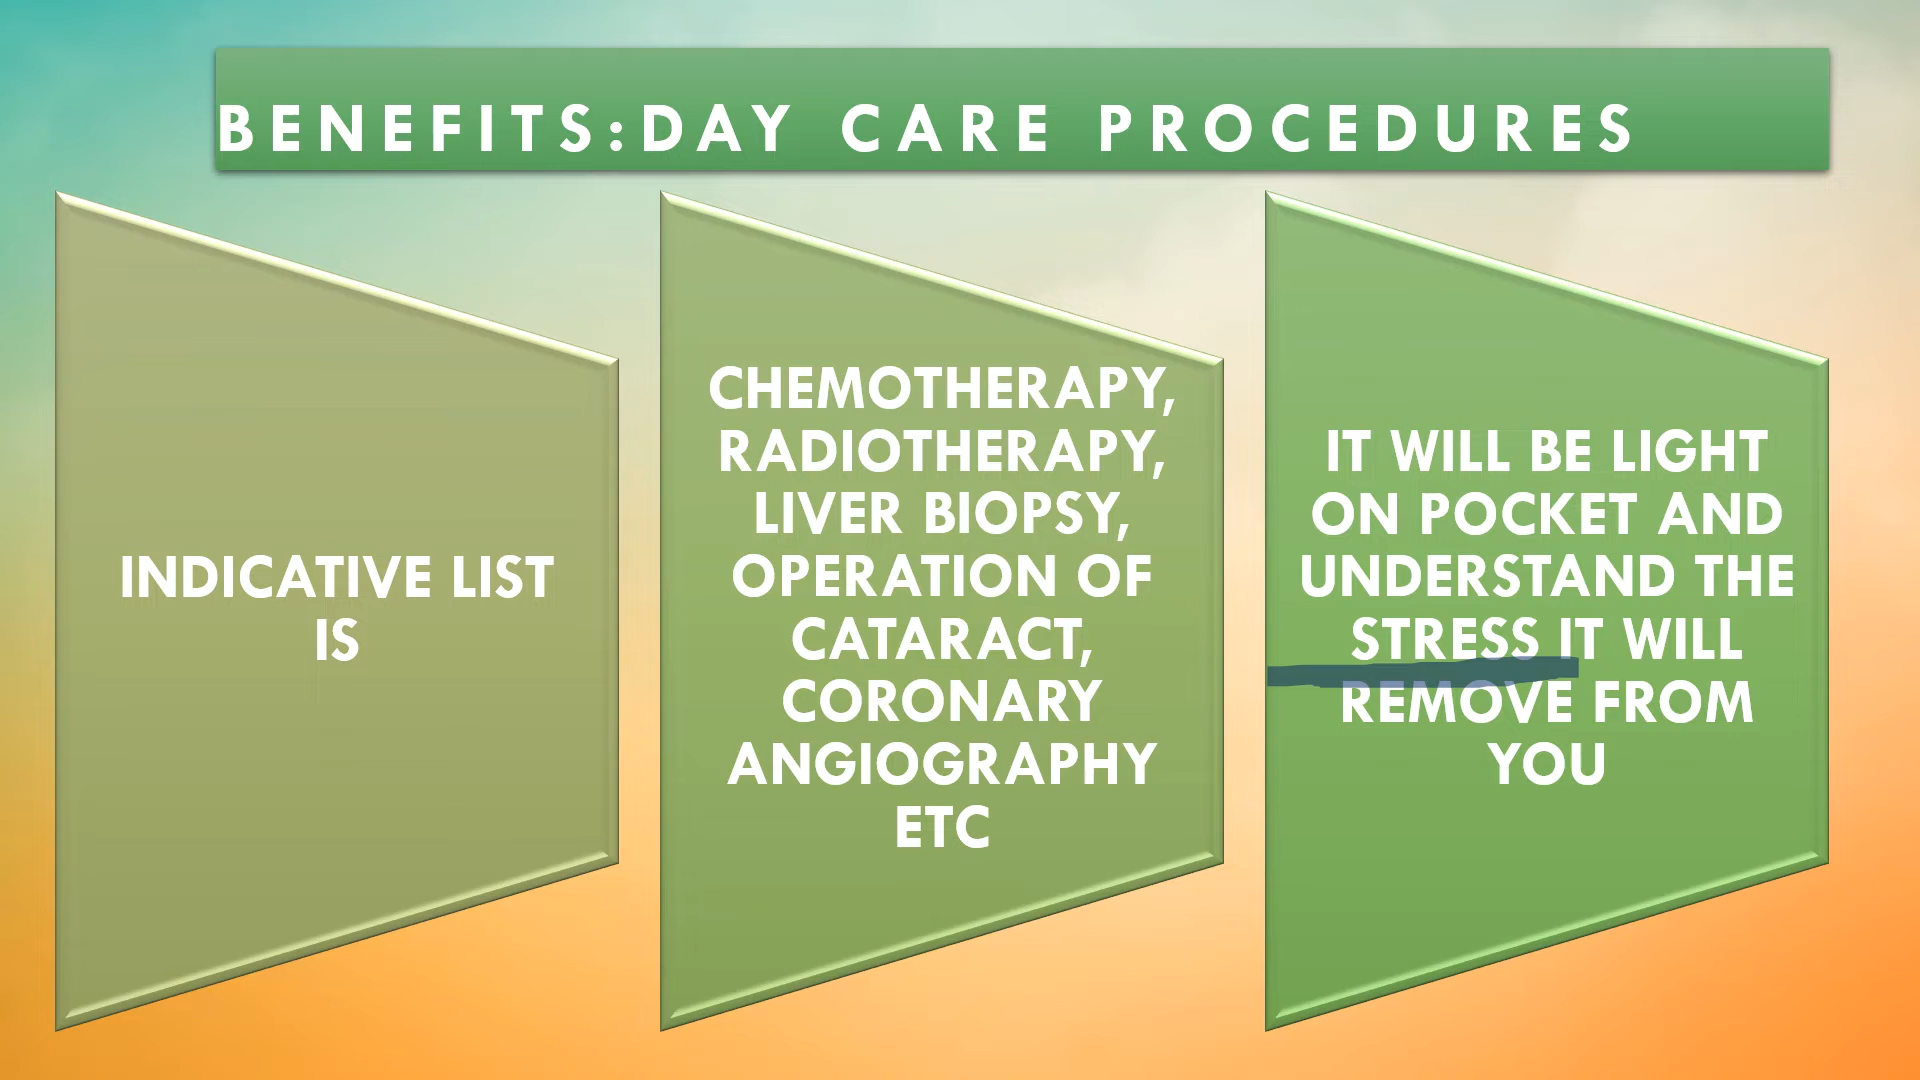 BENEFITS:DAY CARE PROCEDURES
INDICATIVE LIST
IS
CHEMOTHERAPY,
RADIOTHERAPY,
LIVER BIOPSY,
OPERATION OF
CATARACT,
CORONARY
ANGIOGRAPHY
ETC
IT WILL BE LIGHT
ON POCKET AND
UNDERSTAND THE
STRESS IT WILL
REMOVE FROM
YOU